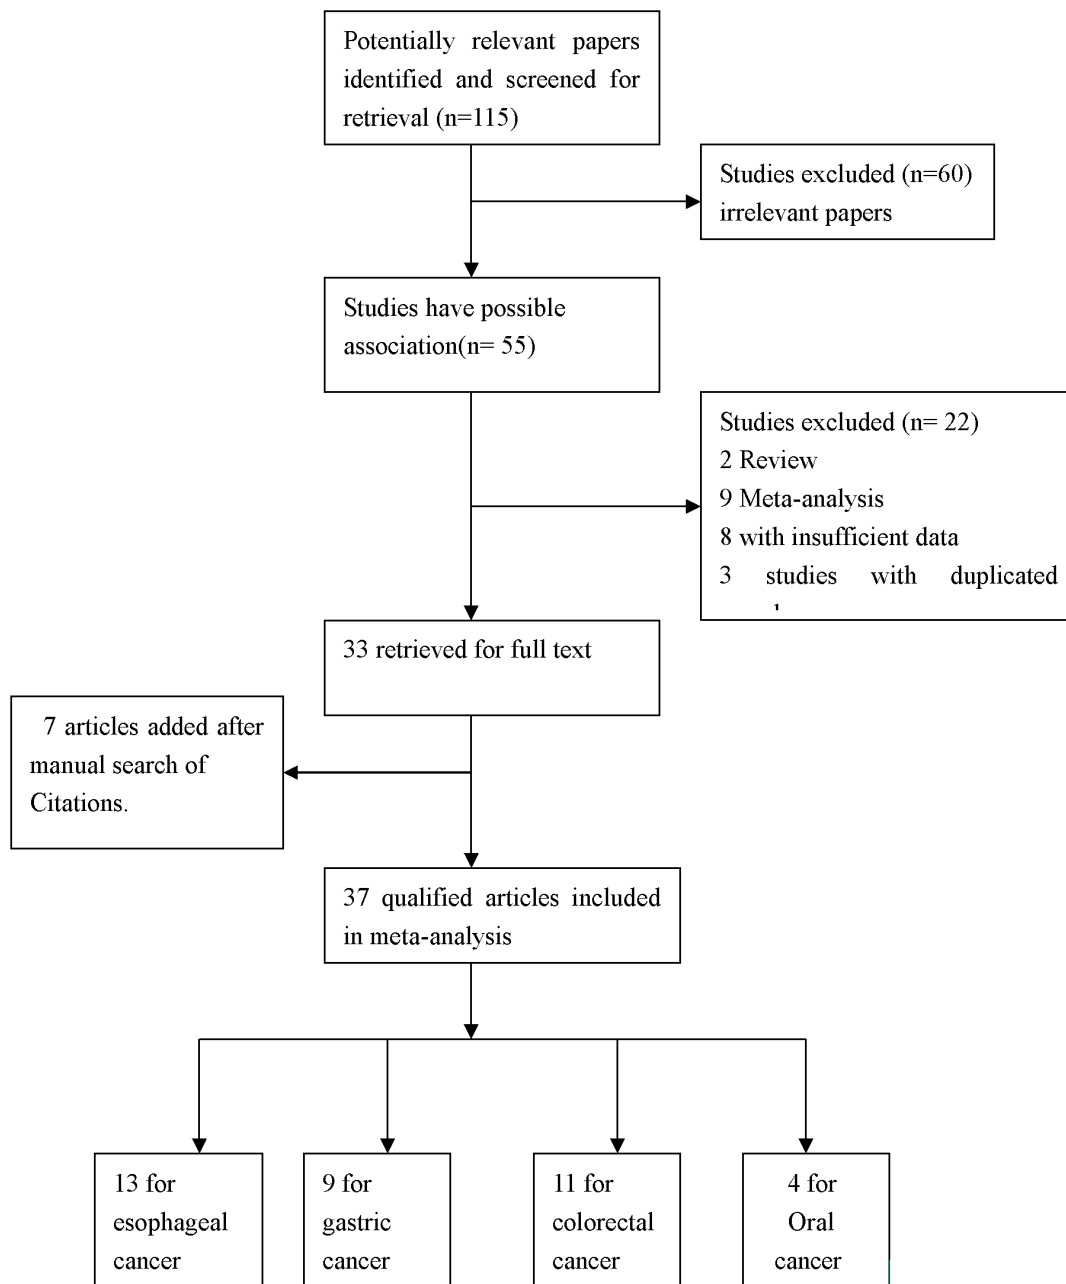 Potentially relevant papers
identified and screened for
retrieval (n=115)
Studies excluded (n=60)
irrelevant papers
Studies have possible
association(n= 55)
Studies excluded (n= 22)
2 Review
9 Meta-analysis
8 with insufficient data
3 studies with duplicated
33 retrieved for full text
7 articles added after
manual search of
Citations.
37 qualified articles included
in meta-analysis
13 for
esophageal
cancer
9 for
gastric
cancer
11 for
colorectal
cancer
4 for
Oral
cancer